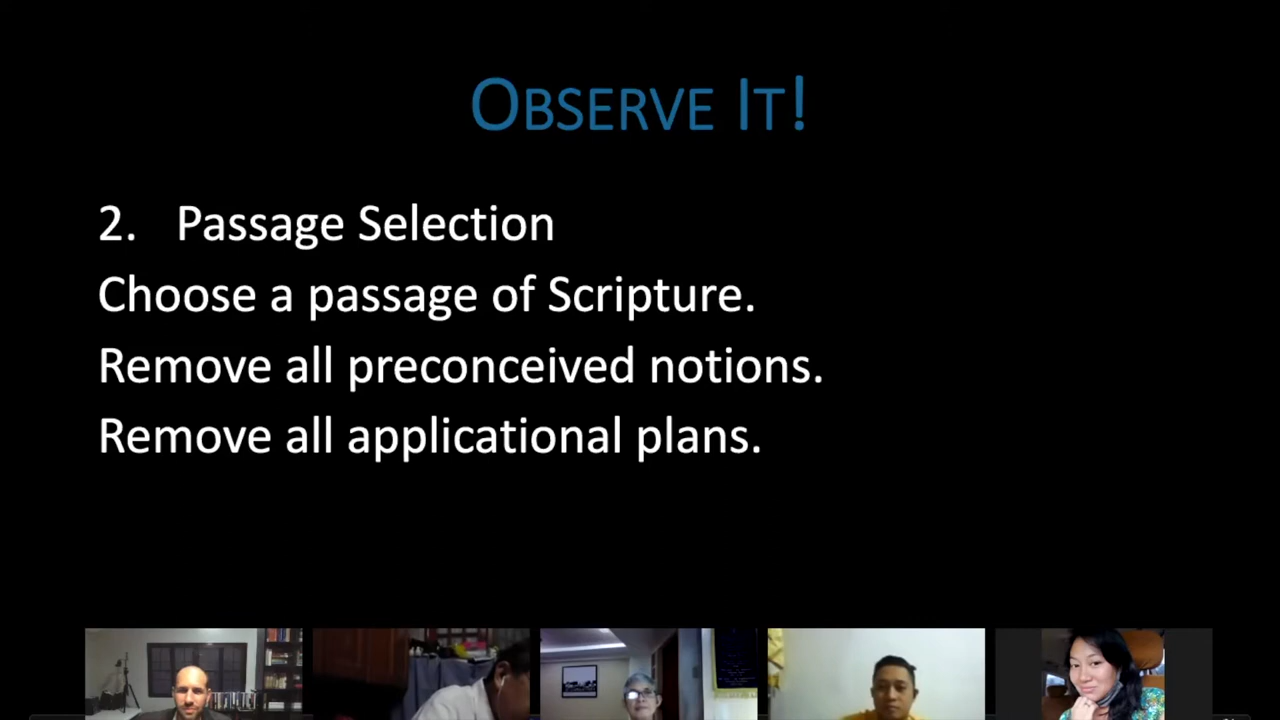 OBSERVE IT!
2. Passage Selection
Choose a passage of Scripture.
Remove all preconceived notions.
Remove all applicational plans.